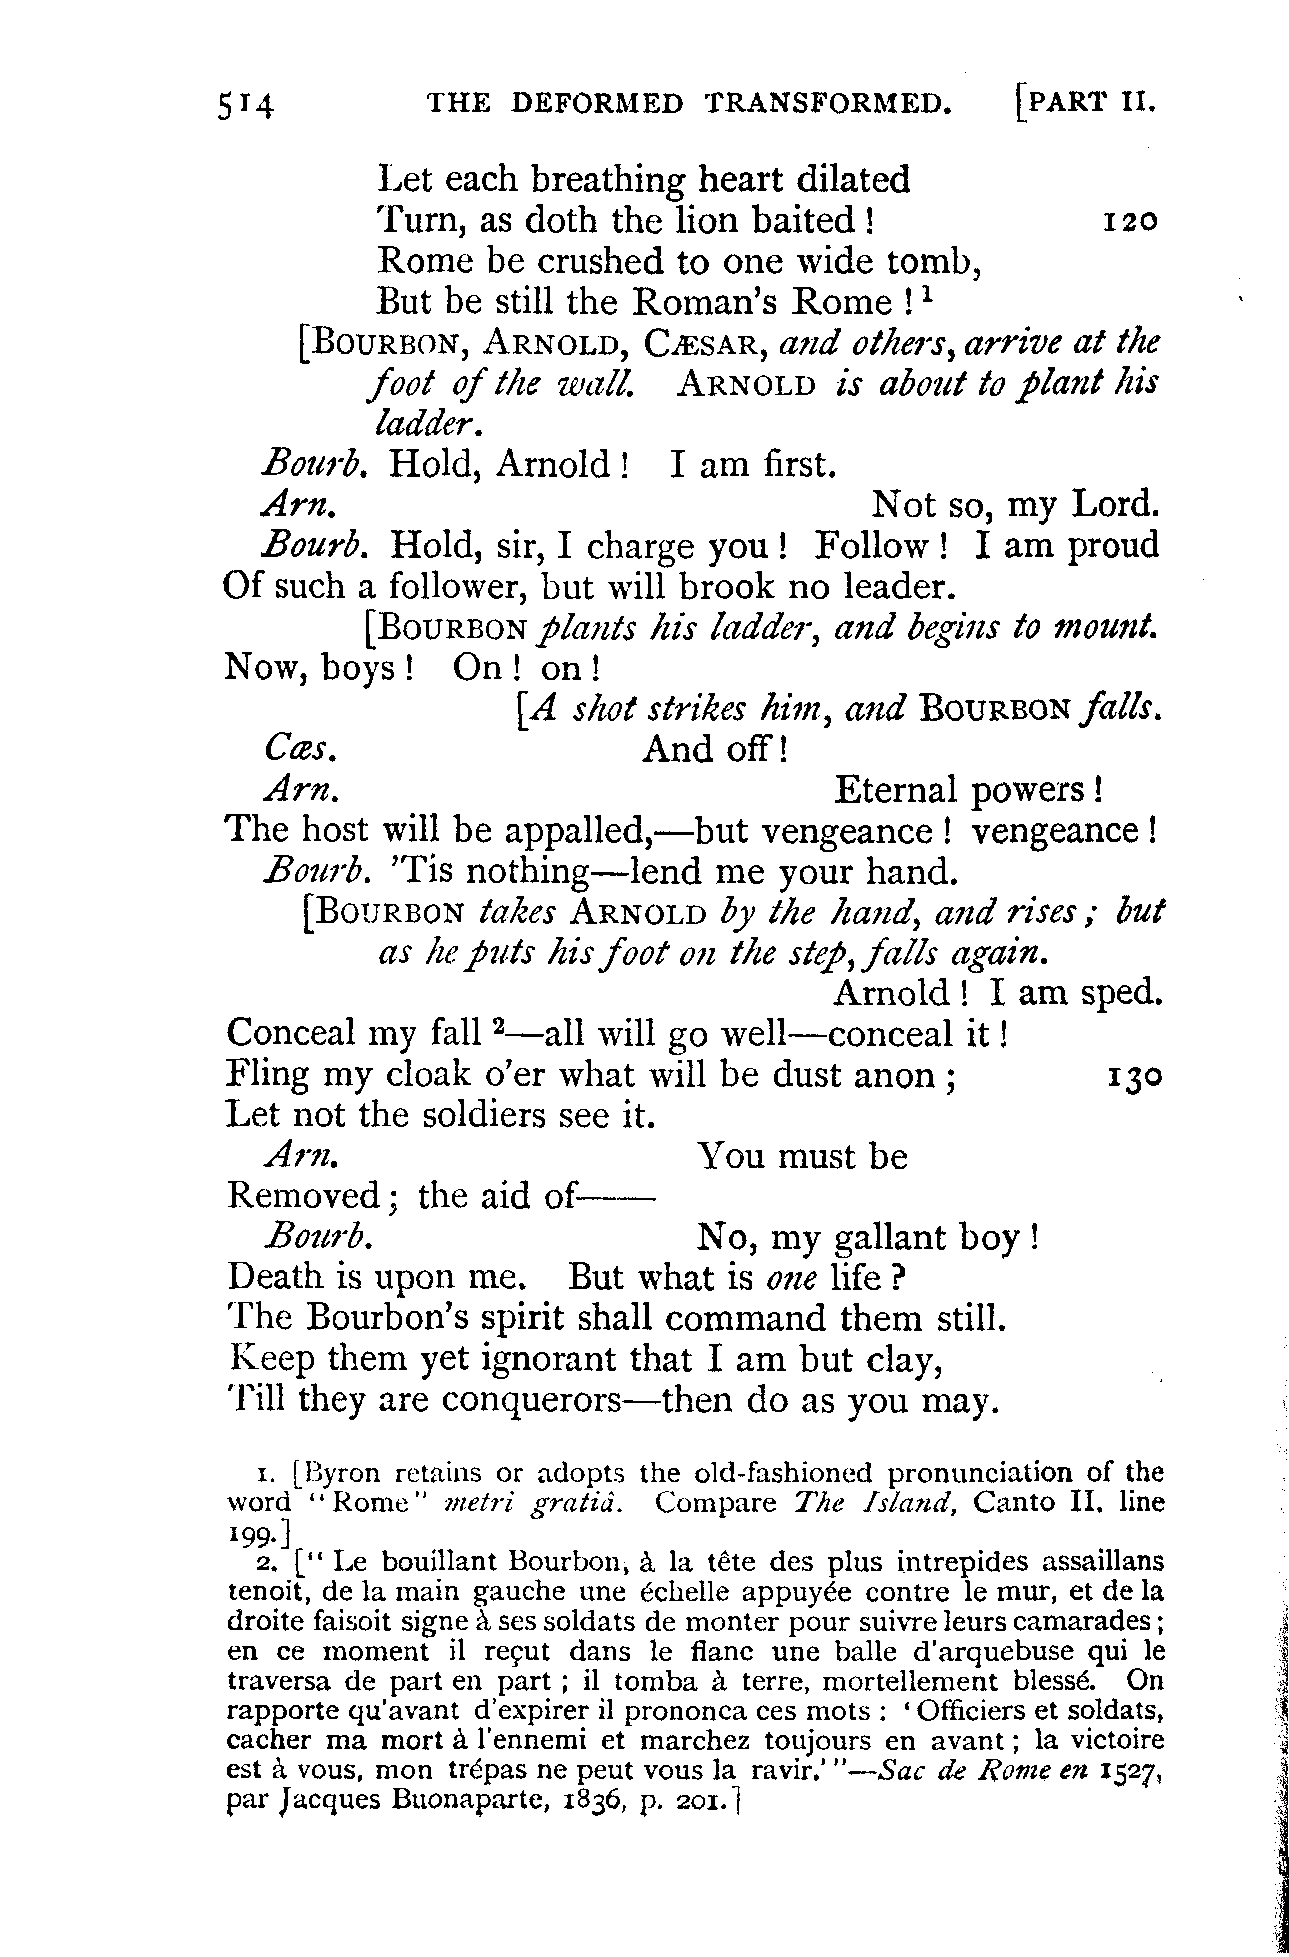 514 THE DEFORMED TRANSFORMED. [PART II.
Let each breathing heart dilated
Turn, as doth the lion baited ! 120
Rome be crushed to one wide tomb,
But be still the Roman's Rome ! 1
[BOURBON, ARNOLD, CÆSAR, and others, arrive at the
foot of the wall. ARNOLD is about to plant his
ladder.
Bourb. Hold, Arnold ! I am first.
Arn. Not so, my Lord.
Bourb. Hold, sir, I charge you ! Follow ! I am proud
Of such a follower, but will brook no leader.
[BOURBON plants his ladder, and begins to mount.
Now, boys ! On ! on !
[A shot strikes him, and BOURBON falls.
Cæs. And off !
Arn. Eternal powers !
The host will be appalled,—but vengeance ! vengeance !
Bourb. 'Tis nothing—lend me your hand.
[BOURBON takes ARNOLD by the hand, and rises ; but
as he puts his foot on the step, falls again.
Arnold ! I am sped.
Conceal my fall 2—all will go well—conceal it !
Fling my cloak o'er what will be dust anon ; 130
Let not the soldiers see it.
Arn. You must be
Removed ; the aid of——
Bourb. No, my gallant boy !
Death is upon me. But what is one life ?
The Bourbon's spirit shall command them still.
Keep them yet ignorant that I am but clay,
Till they are conquerors—then do as you may.
1. [Byron retains or adopts the old-fashioned pronunciation of the
word "Rome" metri gratiâ. Compare The Island, Canto II. line
199.]
2. [" Le bouillant Bourbon, à la tête des plus intrepides assaillans
tenoit, de la main gauche une échelle appuyée contre le mur, et de la
droite faisoit signe à ses soldats de monter pour suivre leurs camarades ;
en ce moment il reçut dans le flanc une balle d'arquebuse qui le
traversa de part en part ; il tomba à terre, mortellement blessé. On
rapporte qu'avant d'expirer il prononca ces mots : ' Officiers et soldats,
cacher ma mort à l'ennemi et marchez toujours en avant ; la victoire
est à vous, mon trépas ne peut vous la ravir.' "—Sac de Rome en 1527,
par Jacques Buonaparte, 1836, p. 201.]